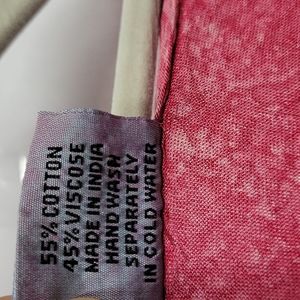 55% COTTON
45% VISCOSE
MADE IN INDIA
HAND WASH
SEPARATELY
IN COLD WATER